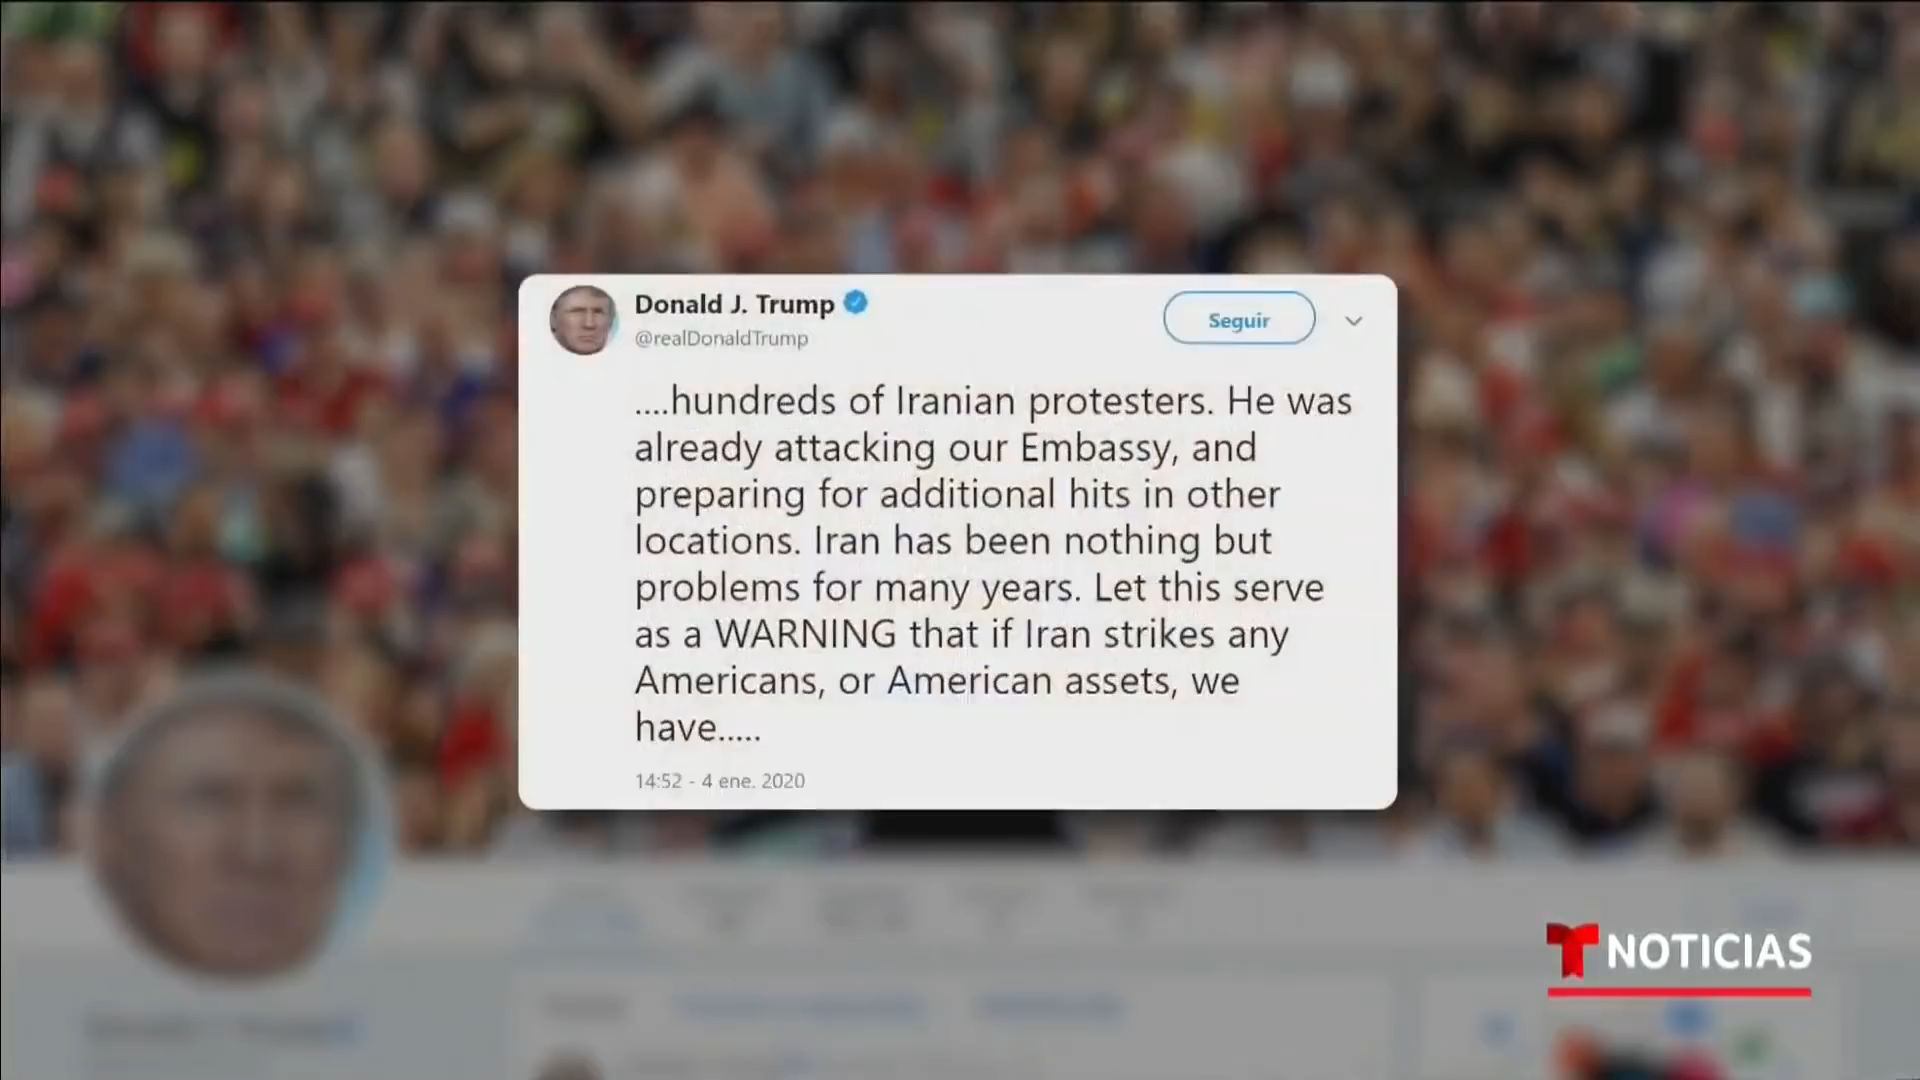 Donald J. Trump
Seguir
@realDonaldTrump
....hundreds of Iranian protesters. He was
already attacking our Embassy, and
preparing for additional hits in other
locations. Iran has been nothing but
problems for many years. Let this serve
as a WARNING that if Iran strikes any
Americans, or American assets, we
have.....
14:52 - 4 ene. 2020
NOTICIAS